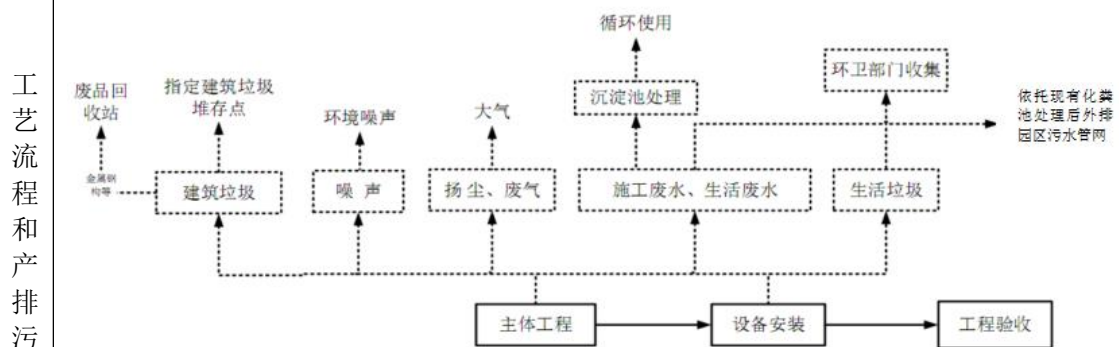 工
艺
流
程
和
产
排
污
循环使用
废品回
收站
指定建筑垃圾
堆存点
环境噪声
大气
沉淀池处理
环卫部门收集
依托现有化粪
池处理后外排
园区污水管网
建筑垃圾
噪 声
扬尘、废气
施工废水、生活废水
生活垃圾
主体工程
设备安装
工程验收